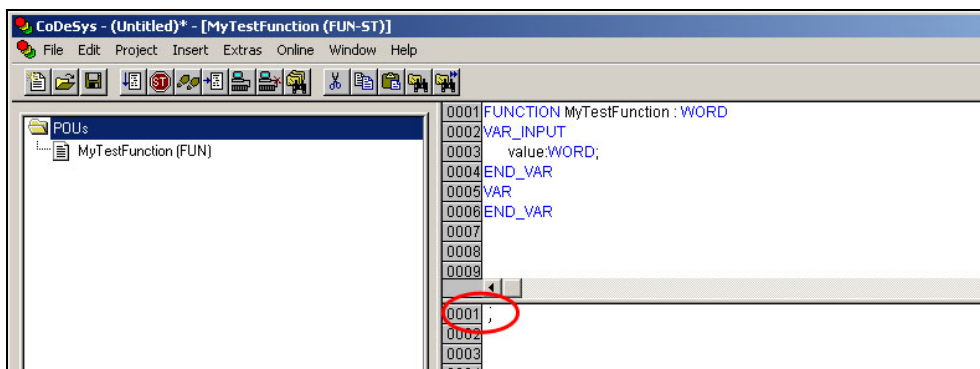 CoDeSys - (Untitled)* - [MyTestFunction (FUN-ST)]
File Edit Project Insert Extras Online Window Help
POUs
MyTestFunction (FUN)
0001 FUNCTION MyTestFunction : WORD
0002 VAR_INPUT
0003 value:WORD;
0004 END_VAR
0005 VAR
0006 END_VAR
0007
0008
0009
0001 ;
0002
0003